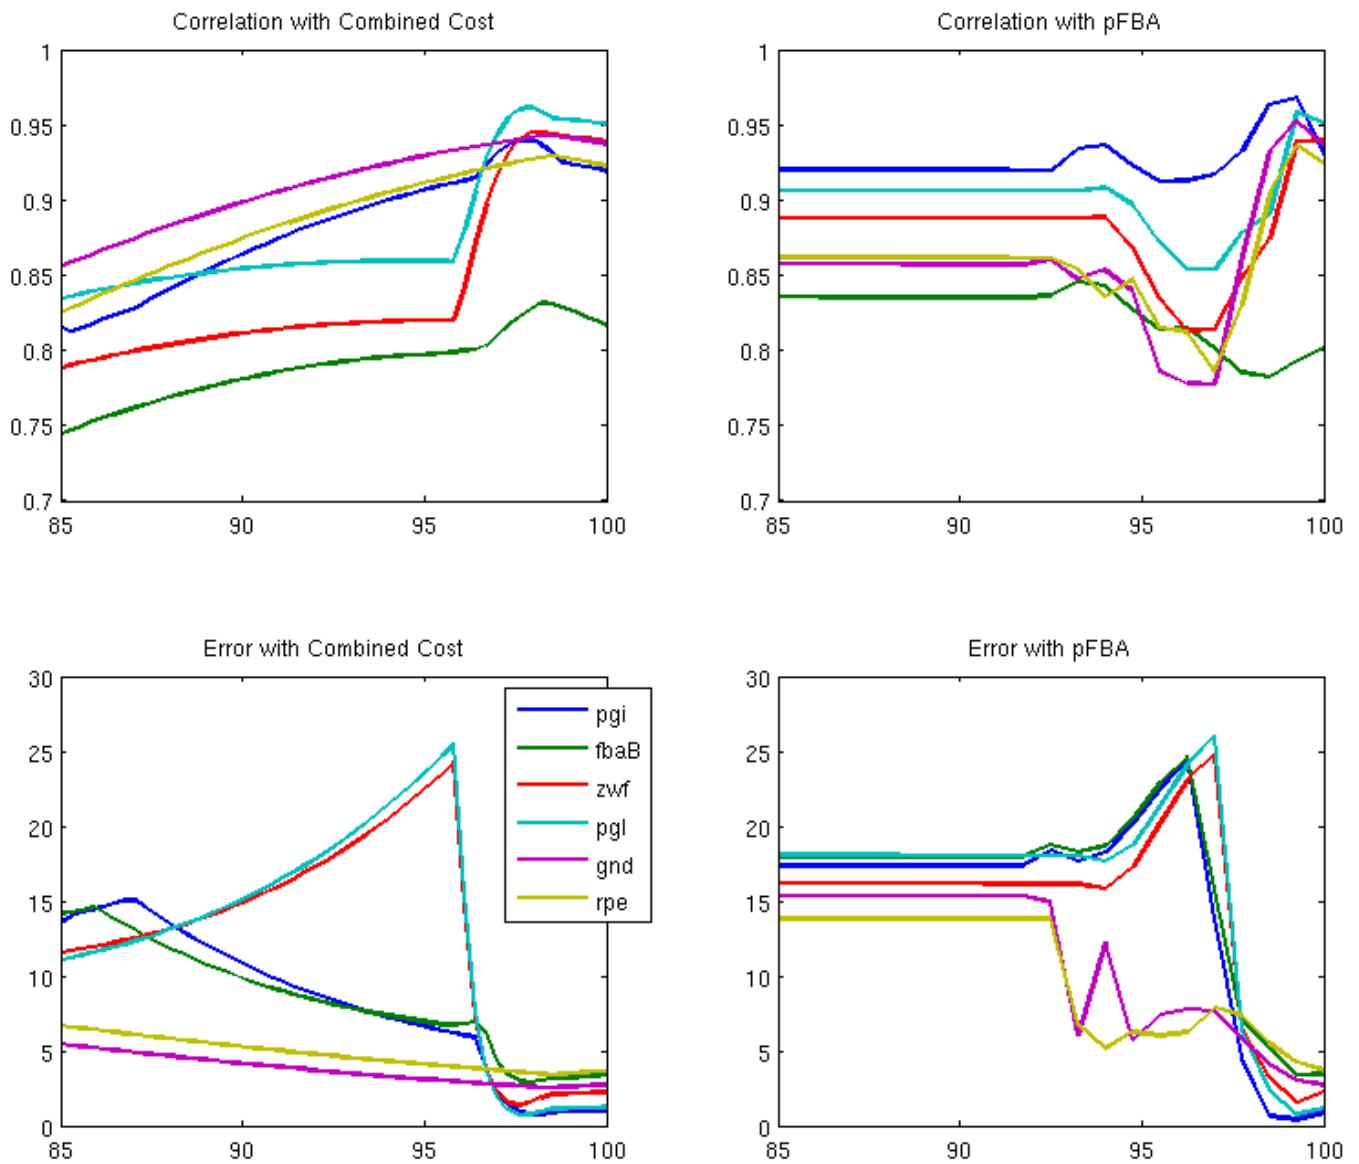 Correlation with Combined Cost
1
0.95
0.9
0.85
0.8
0.75
0.7
85 90 95 100
Correlation with pFBA
1
0.95
0.9
0.85
0.8
0.75
0.7
85 90 95 100
Error with Combined Cost
30
25
20
15
10
5
0
85 90 95 100
pgi
fbaB
zwf
pgl
gnd
rpe
Error with pFBA
30
25
20
15
10
5
0
85 90 95 100